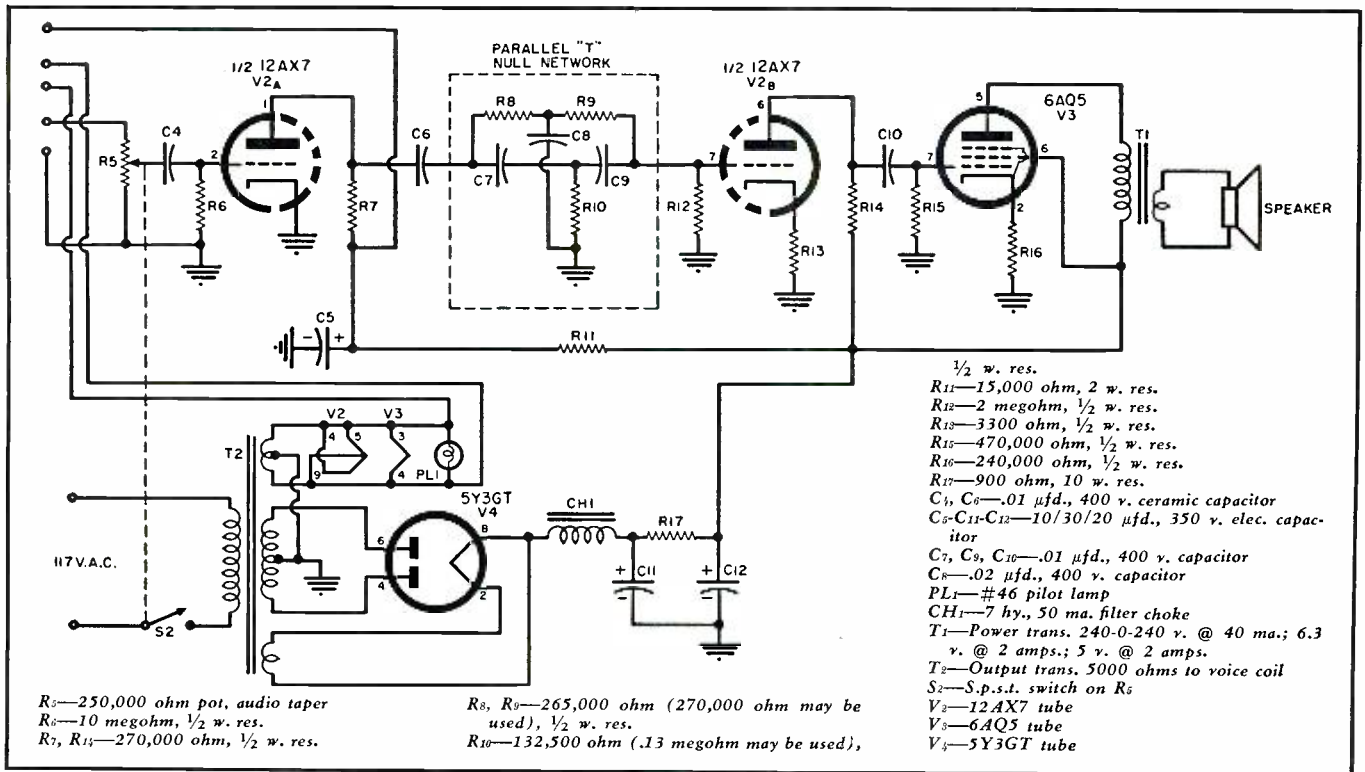 PARALLEL "T"
NULL NETWORK
1/2 12AX7
V2A
1/2 12AX7
V2B
6AQ5
V3
T1
R5
C4
2
1
R6
R7
C6
R8
R9
C8
C7
C9
R10
R12
7
6
R13
R14
C10
R15
7
5
6
2
R16
SPEAKER
C5
- +
R11
T2
V2
V3
4
5
9
3
4
PL1
5Y3GT
V4
6
4
8
2
CH1
R17
+
-
C11
+
-
C12
117 V.A.C.
S2
R5—250,000 ohm pot, audio taper
R6—10 megohm, ½ w. res.
R7, R14—270,000 ohm, ½ w. res.
R8, R9—265,000 ohm (270,000 ohm may be
used), ½ w. res.
R10—132,500 ohm (.13 megohm may be used),
½ w. res.
R11—15,000 ohm, 2 w. res.
R12—2 megohm, ½ w. res.
R13—3300 ohm, ½ w. res.
R15—470,000 ohm, ½ w. res.
R16—240,000 ohm, ½ w. res.
R17—900 ohm, 10 w. res.
C4, C6—.01 µfd., 400 v. ceramic capacitor
C5-C11-C12—10/30/20 µfd., 350 v. elec. capac-
itor
C7, C9, C10—.01 µfd., 400 v. capacitor
C8—.02 µfd., 400 v. capacitor
PL1—#46 pilot lamp
CH1—7 hy., 50 ma. filter choke
T1—Power trans. 240-0-240 v. @ 40 ma.; 6.3
v. @ 2 amps.; 5 v. @ 2 amps.
T2—Output trans. 5000 ohms to voice coil
S2—S.p.s.t. switch on R5
V2—12AX7 tube
V3—6AQ5 tube
V4—5Y3GT tube